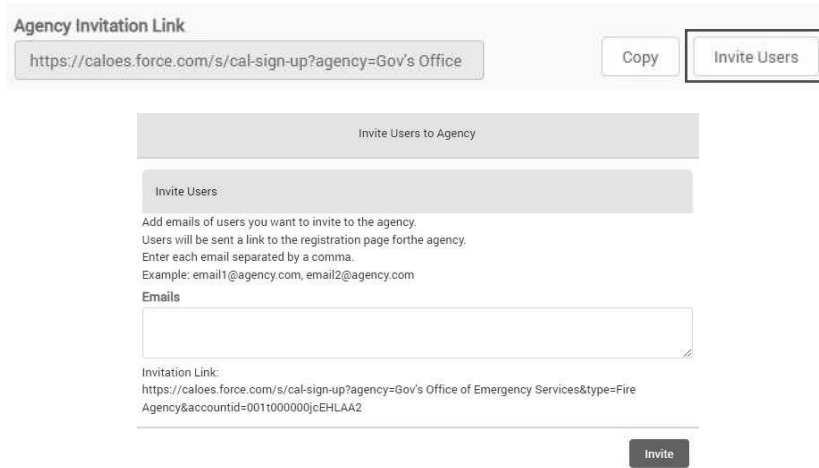 Agency Invitation Link
https://caloes.force.com/s/cal-sign-up?agency=Gov's Office
Copy
Invite Users
Invite Users to Agency
Invite Users
Add emails of users you want to invite to the agency.
Users will be sent a link to the registration page forthe agency.
Enter each email separated by a comma.
Example: email1@agency.com, email2@agency.com
Emails
Invitation Link:
https://caloes.force.com/s/cal-sign-up?agency=Gov's Office of Emergency Services&type=Fire
Agency&accountid=001t000000jcEHLAA2
Invite